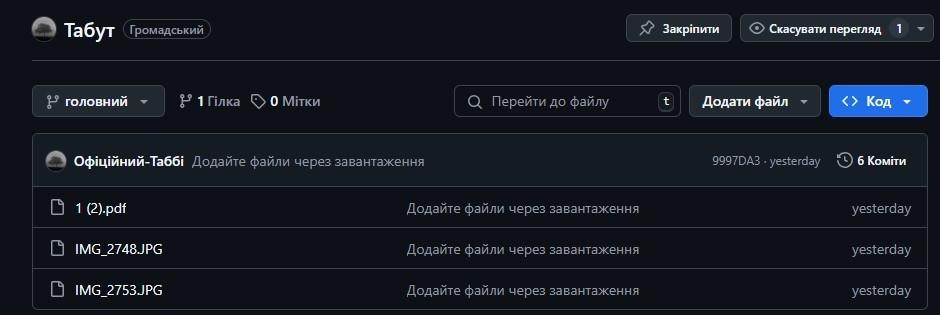 Табут Громадський Закріпити Скасувати перегляд 1
головний 1 Гілка 0 Мітки Перейти до файлу t Додати файл Код
Офіційний-Таббі Додайте файли через завантаження 9997DA3 · yesterday 6 Коміти
1 (2).pdf Додайте файли через завантаження yesterday
IMG_2748.JPG Додайте файли через завантаження yesterday
IMG_2753.JPG Додайте файли через завантаження yesterday